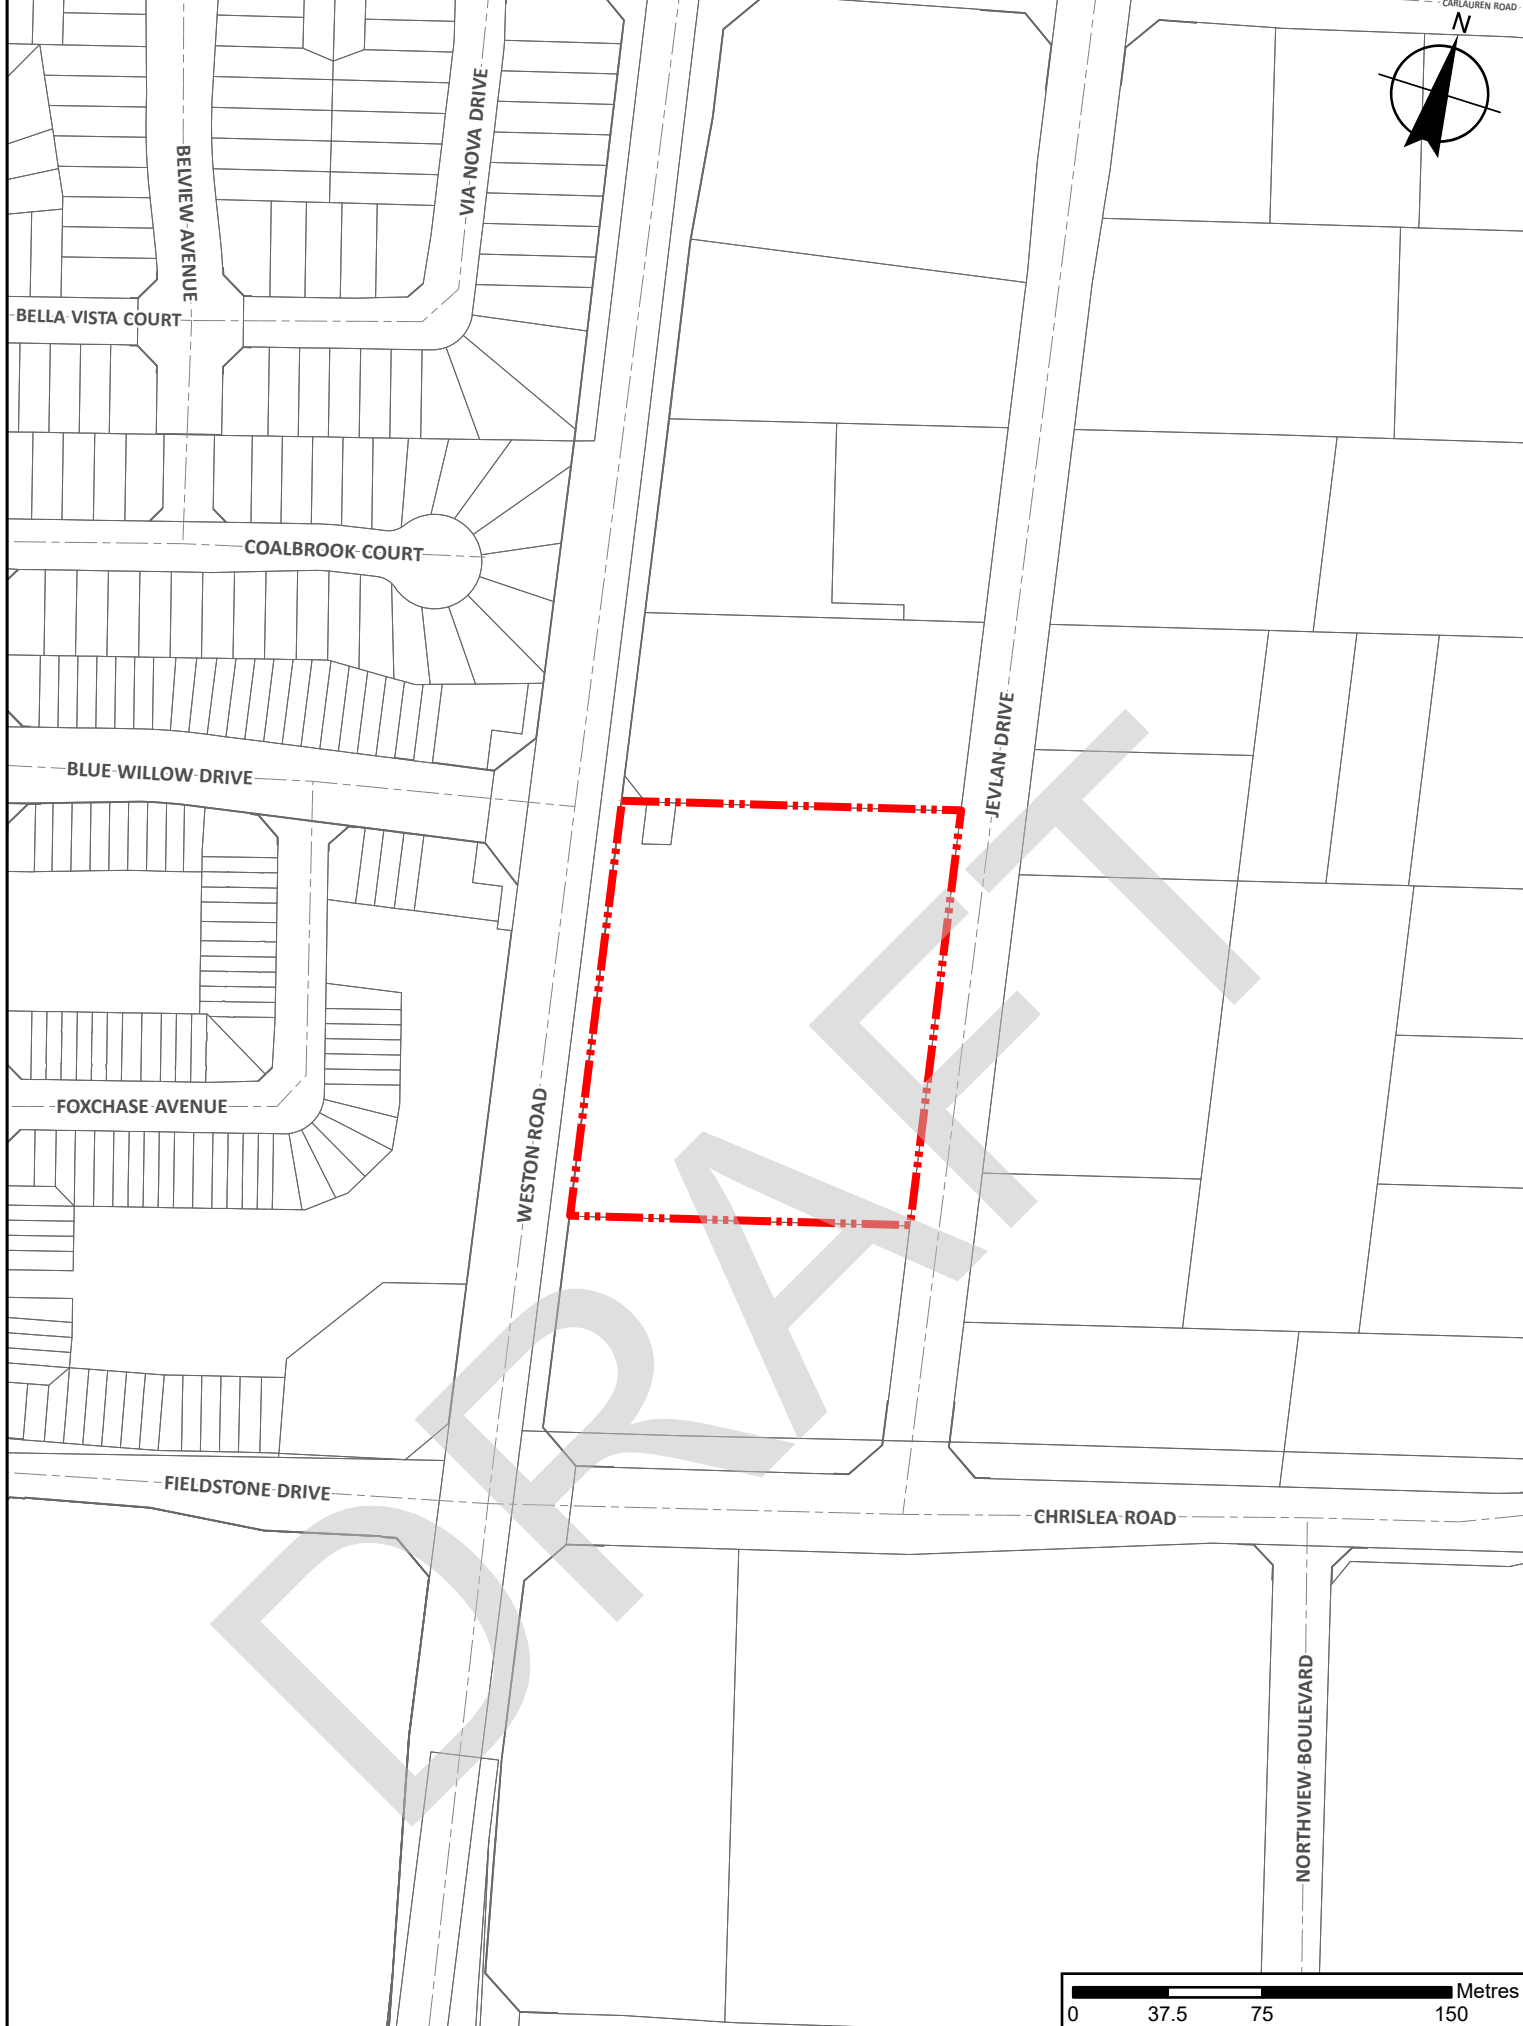 CARLAUREN ROAD
N
VIA NOVA DRIVE
BELVIEW AVENUE
BELLA VISTA COURT
COALBROOK COURT
JEVLAN DRIVE
BLUE WILLOW DRIVE
FOXCHASE AVENUE
WESTON ROAD
DRAFT
FIELDSTONE DRIVE
CHRISLEA ROAD
NORTHVIEW BOULEVARD
Metres
0 37.5 75 150